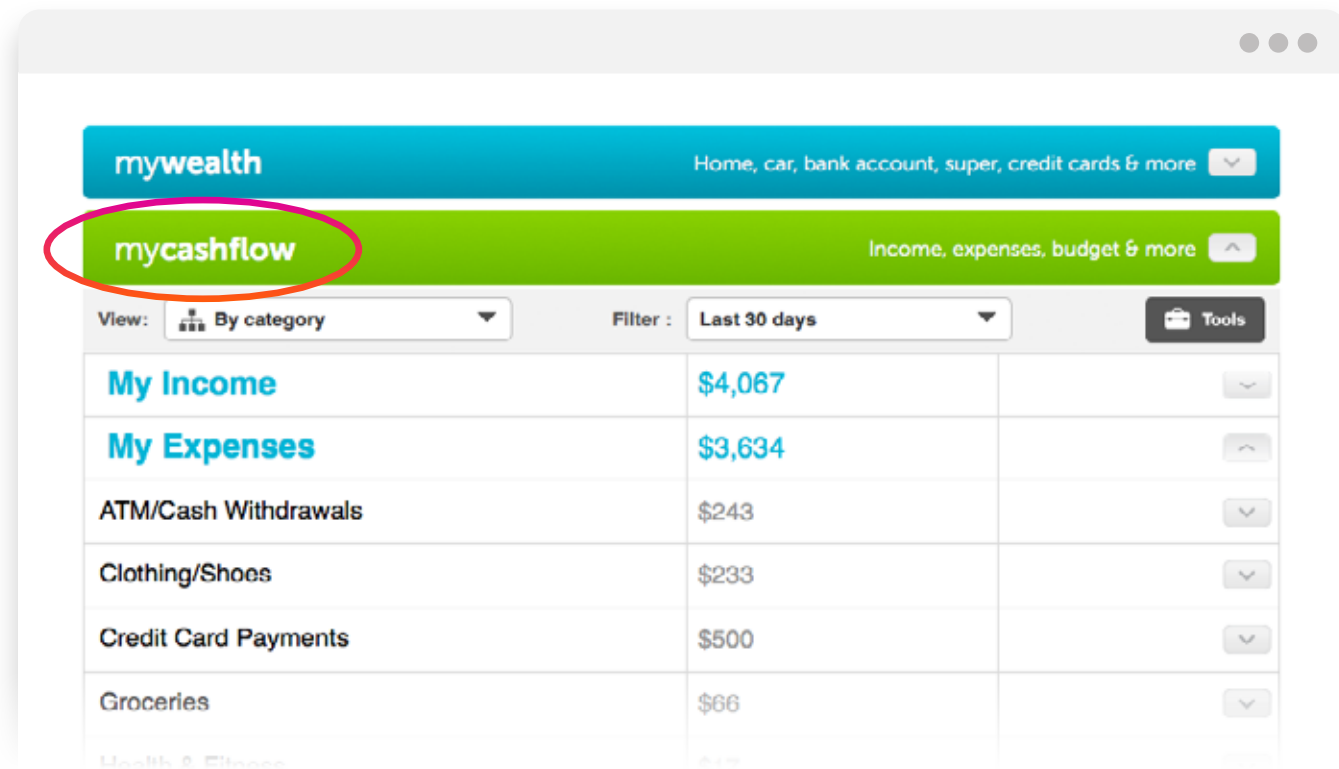 mywealth Home, car, bank account, super, credit cards & more
mycashflow Income, expenses, budget & more
View: By category Filter : Last 30 days Tools
My Income $4,067
My Expenses $3,634
ATM/Cash Withdrawals $243
Clothing/Shoes $233
Credit Card Payments $500
Groceries $66
Health & Fitness